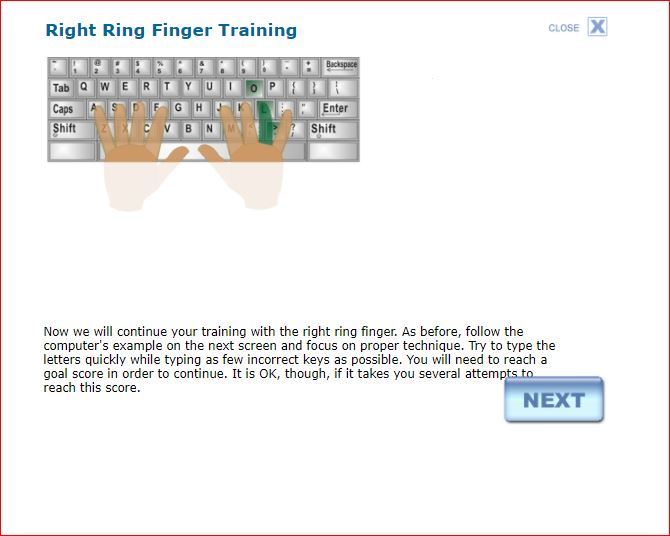 Right Ring Finger Training
CLOSE X
~ ! @ # $ % ^ & * ( ) - + Backspace
1 2 3 4 5 6 7 8 9 0 =
Tab Q W E R T Y U I O P { } |
[ ] \
Caps A S D F G H J K L : " Enter
; '
Shift Z X C V B N M < > ? Shift
Now we will continue your training with the right ring finger. As before, follow the
computer's example on the next screen and focus on proper technique. Try to type the
letters quickly while typing as few incorrect keys as possible. You will need to reach a
goal score in order to continue. It is OK, though, if it takes you several attempts to
reach this score.
NEXT